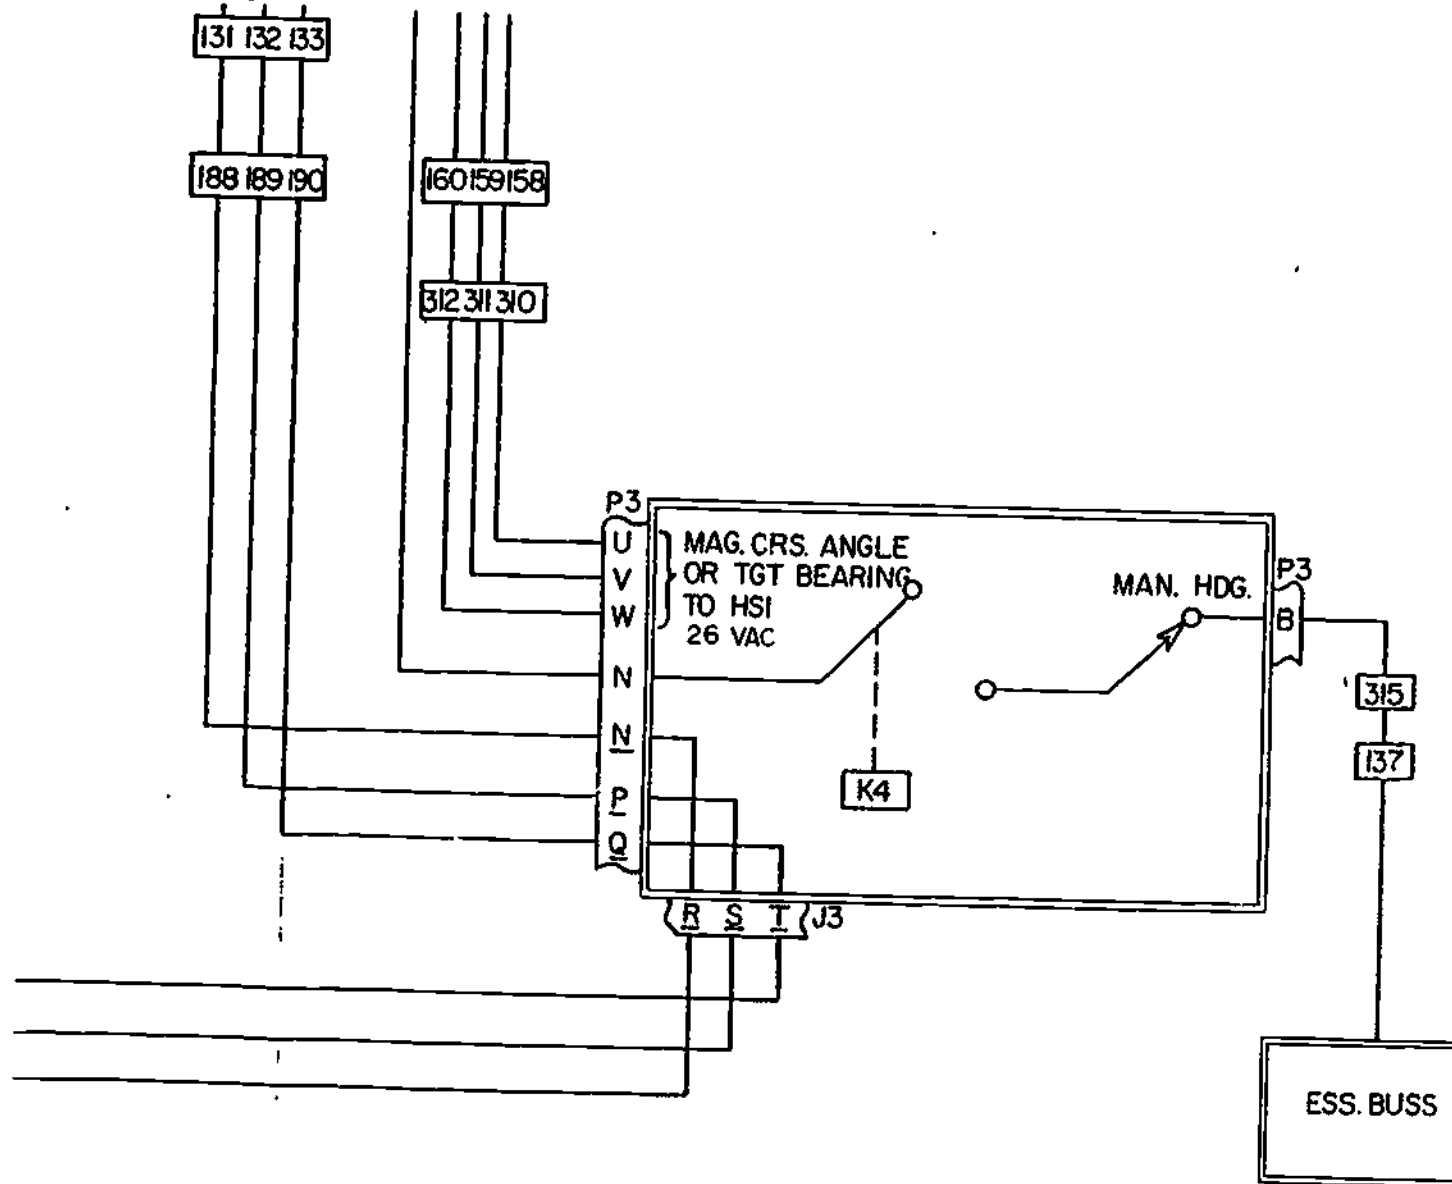 131 132 133
188 189 190
160 159 158
312 311 310
P3
U
V
W
N
N
P
Q
MAG. CRS. ANGLE
OR TGT BEARING
TO HSI
26 VAC
K4
MAN. HDG.
P3
B
315
137
R S T J3
ESS. BUSS